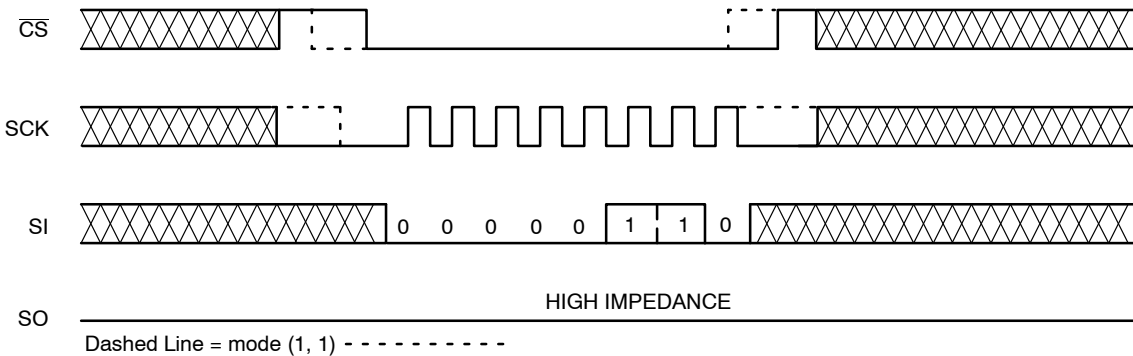 CS
SCK
SI 0 0 0 0 0 1 1 0
HIGH IMPEDANCE
SO
Dashed Line = mode (1, 1)